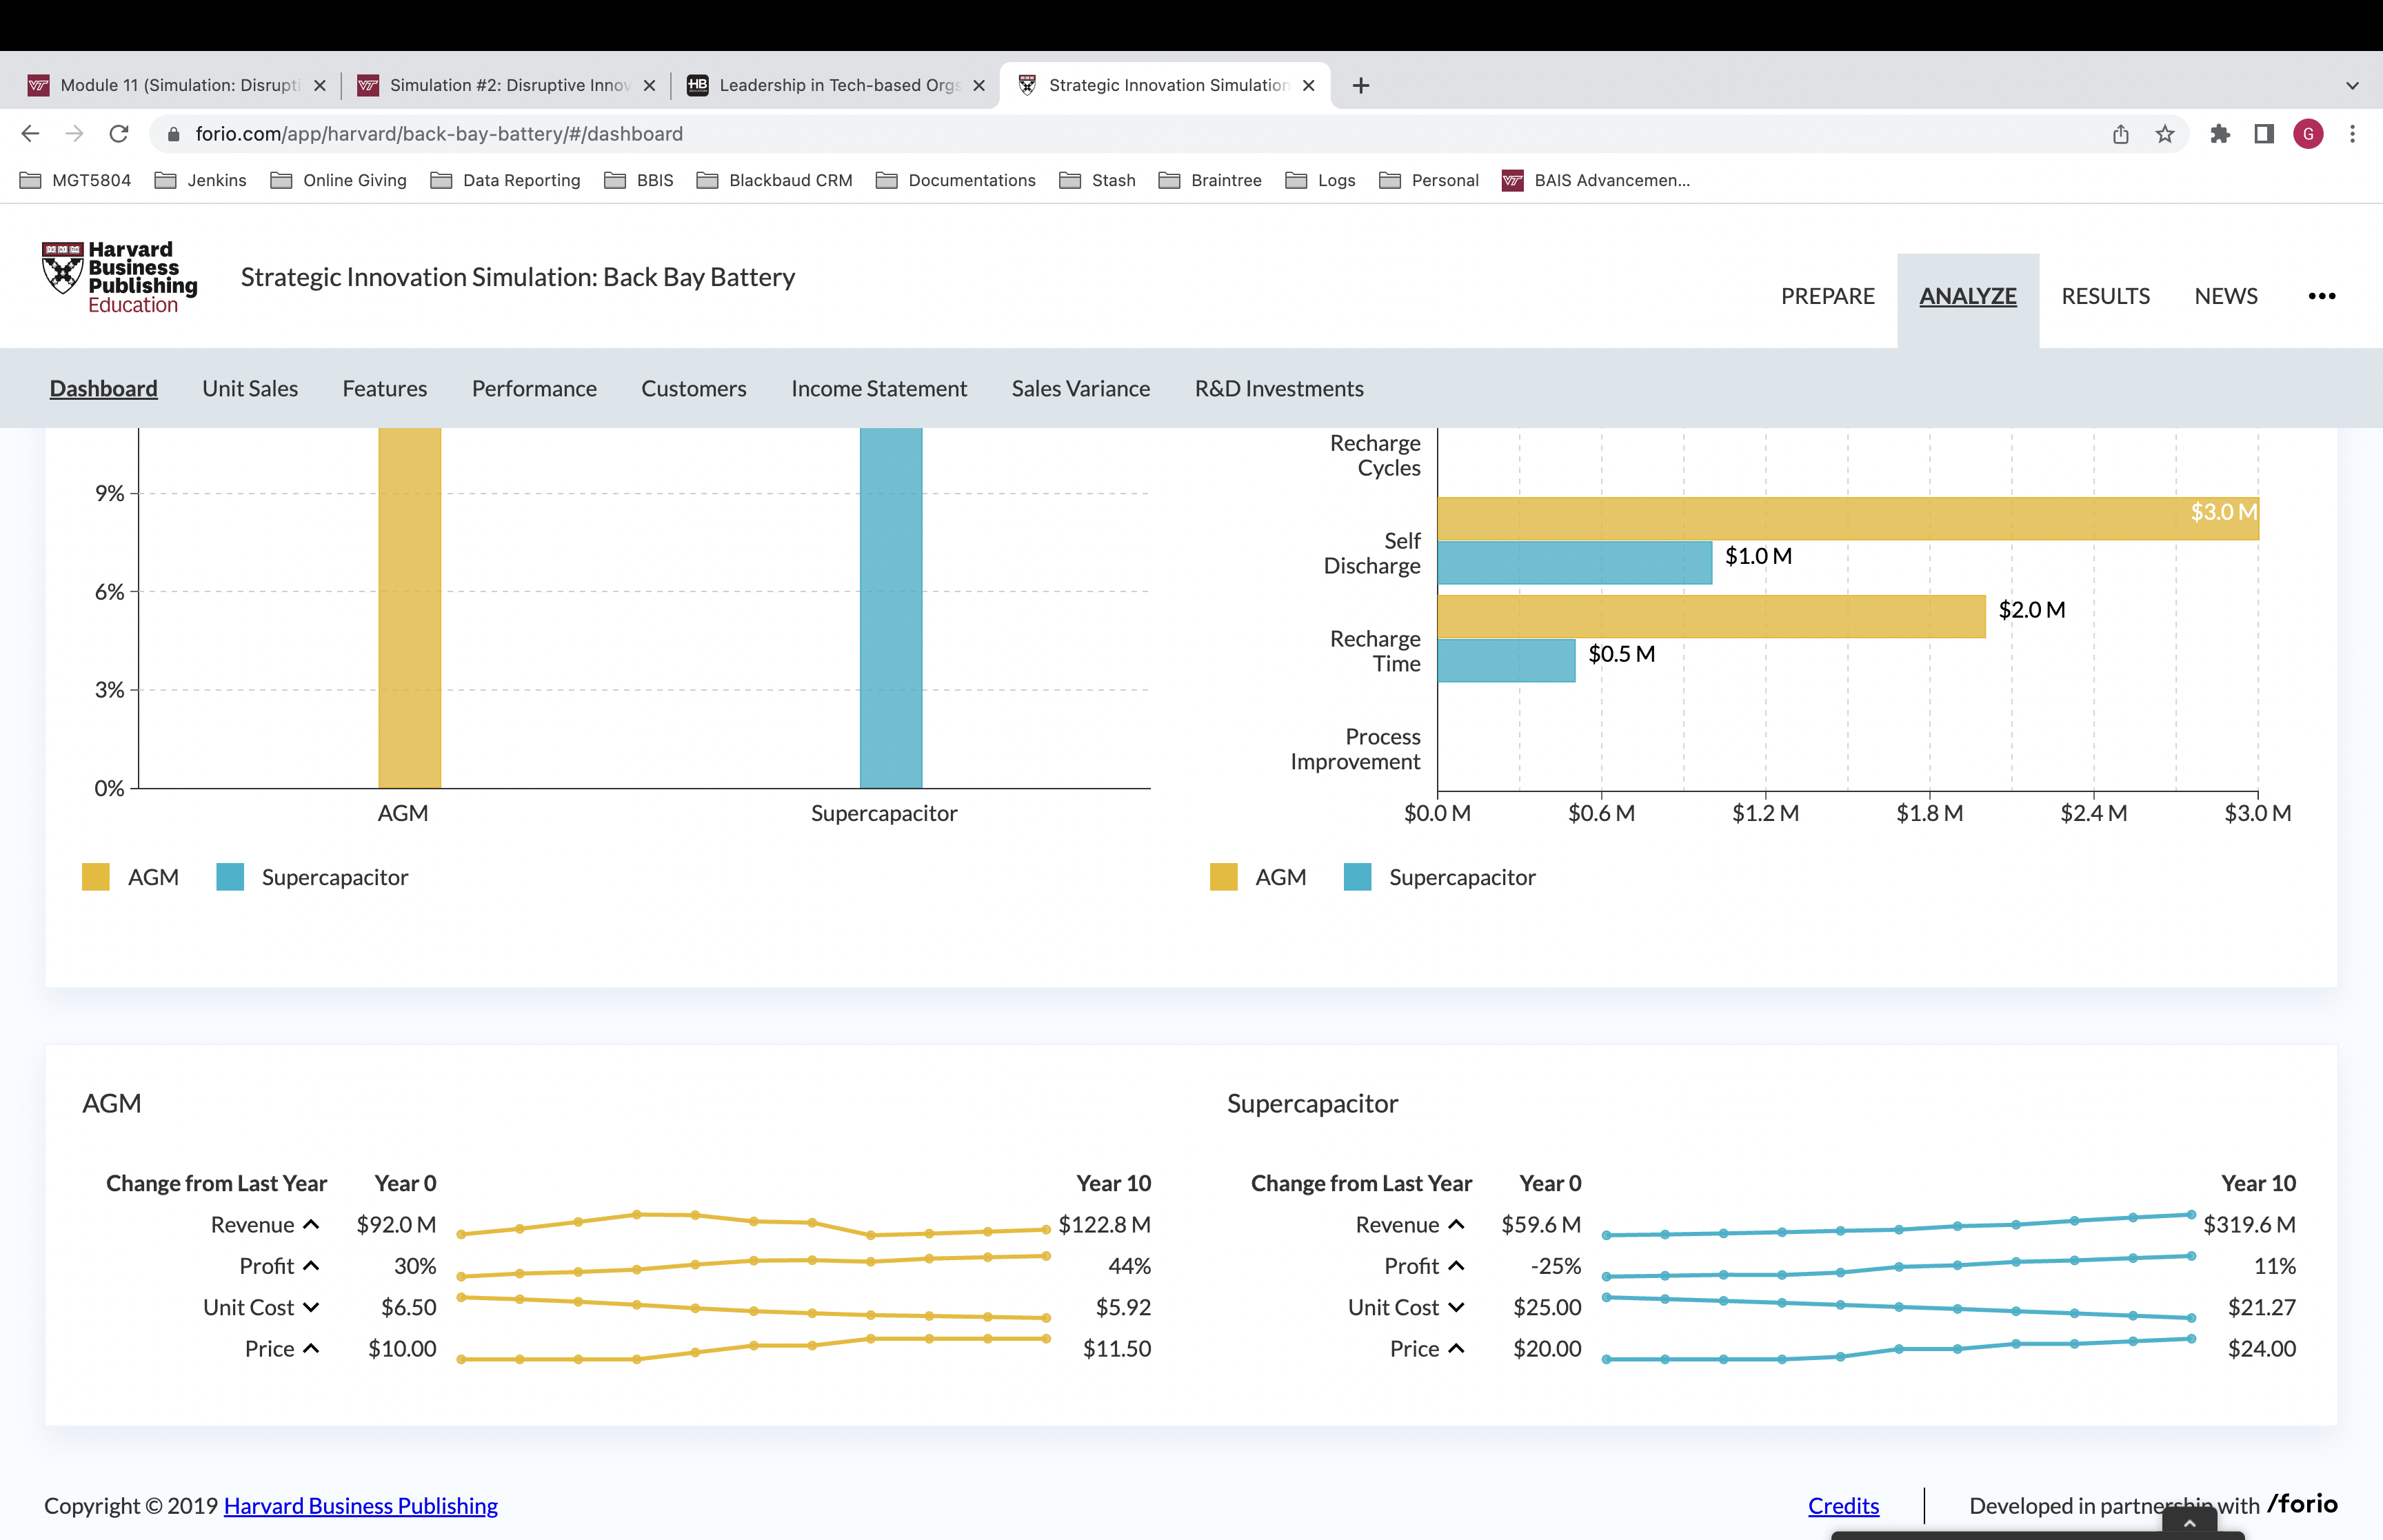 Module 11 (Simulation: Disrupti
Simulation #2: Disruptive Innov
HB
Leadership in Tech-based Orgs
Strategic Innovation Simulation
forio.com/app/harvard/back-bay-battery/#/dashboard
G
MGT5804
Jenkins
Online Giving
Data Reporting
BBIS
Blackbaud CRM
Documentations
Stash
Braintree
Logs
Personal
BAIS Advancemen...
Harvard
Business
Publishing
Education
Strategic Innovation Simulation: Back Bay Battery
PREPARE
ANALYZE
RESULTS
NEWS
Dashboard
Unit Sales
Features
Performance
Customers
Income Statement
Sales Variance
R&D Investments
9%
6%
3%
0%
AGM
Supercapacitor
AGM
Supercapacitor
Recharge
Cycles
Self
Discharge
Recharge
Time
Process
Improvement
$3.0 M
$1.0 M
$2.0 M
$0.5 M
$0.0 M
$0.6 M
$1.2 M
$1.8 M
$2.4 M
$3.0 M
AGM
Supercapacitor
AGM
Change from Last Year Year 0 Year 10
Revenue $92.0 M $122.8 M
Profit 30% 44%
Unit Cost $6.50 $5.92
Price $10.00 $11.50
Supercapacitor
Change from Last Year Year 0 Year 10
Revenue $59.6 M $319.6 M
Profit -25% 11%
Unit Cost $25.00 $21.27
Price $20.00 $24.00
Copyright © 2019 Harvard Business Publishing
Credits
Developed in partnership with /forio